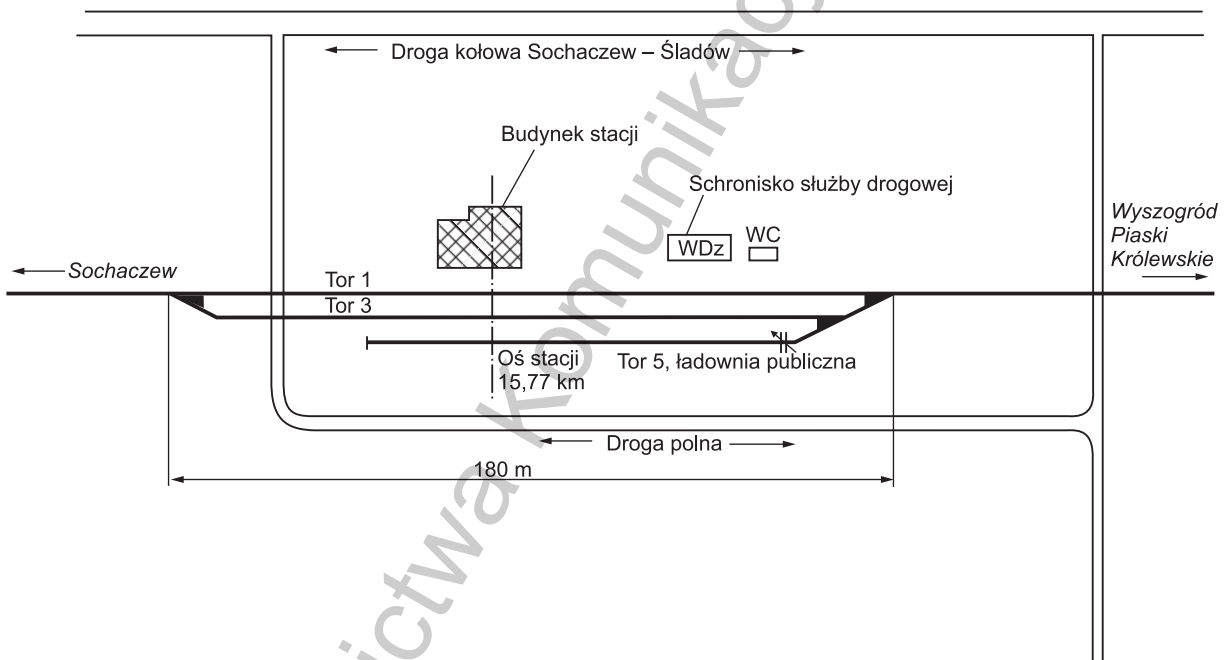 Droga kołowa Sochaczew – Śladów
Budynek stacji
Schronisko służby drogowej
WDz
WC
Wyszogród
Piaski
Królewskie
Sochaczew
Tor 1
Tor 3
Oś stacji
15,77 km
Tor 5, ładownia publiczna
Droga polna
180 m